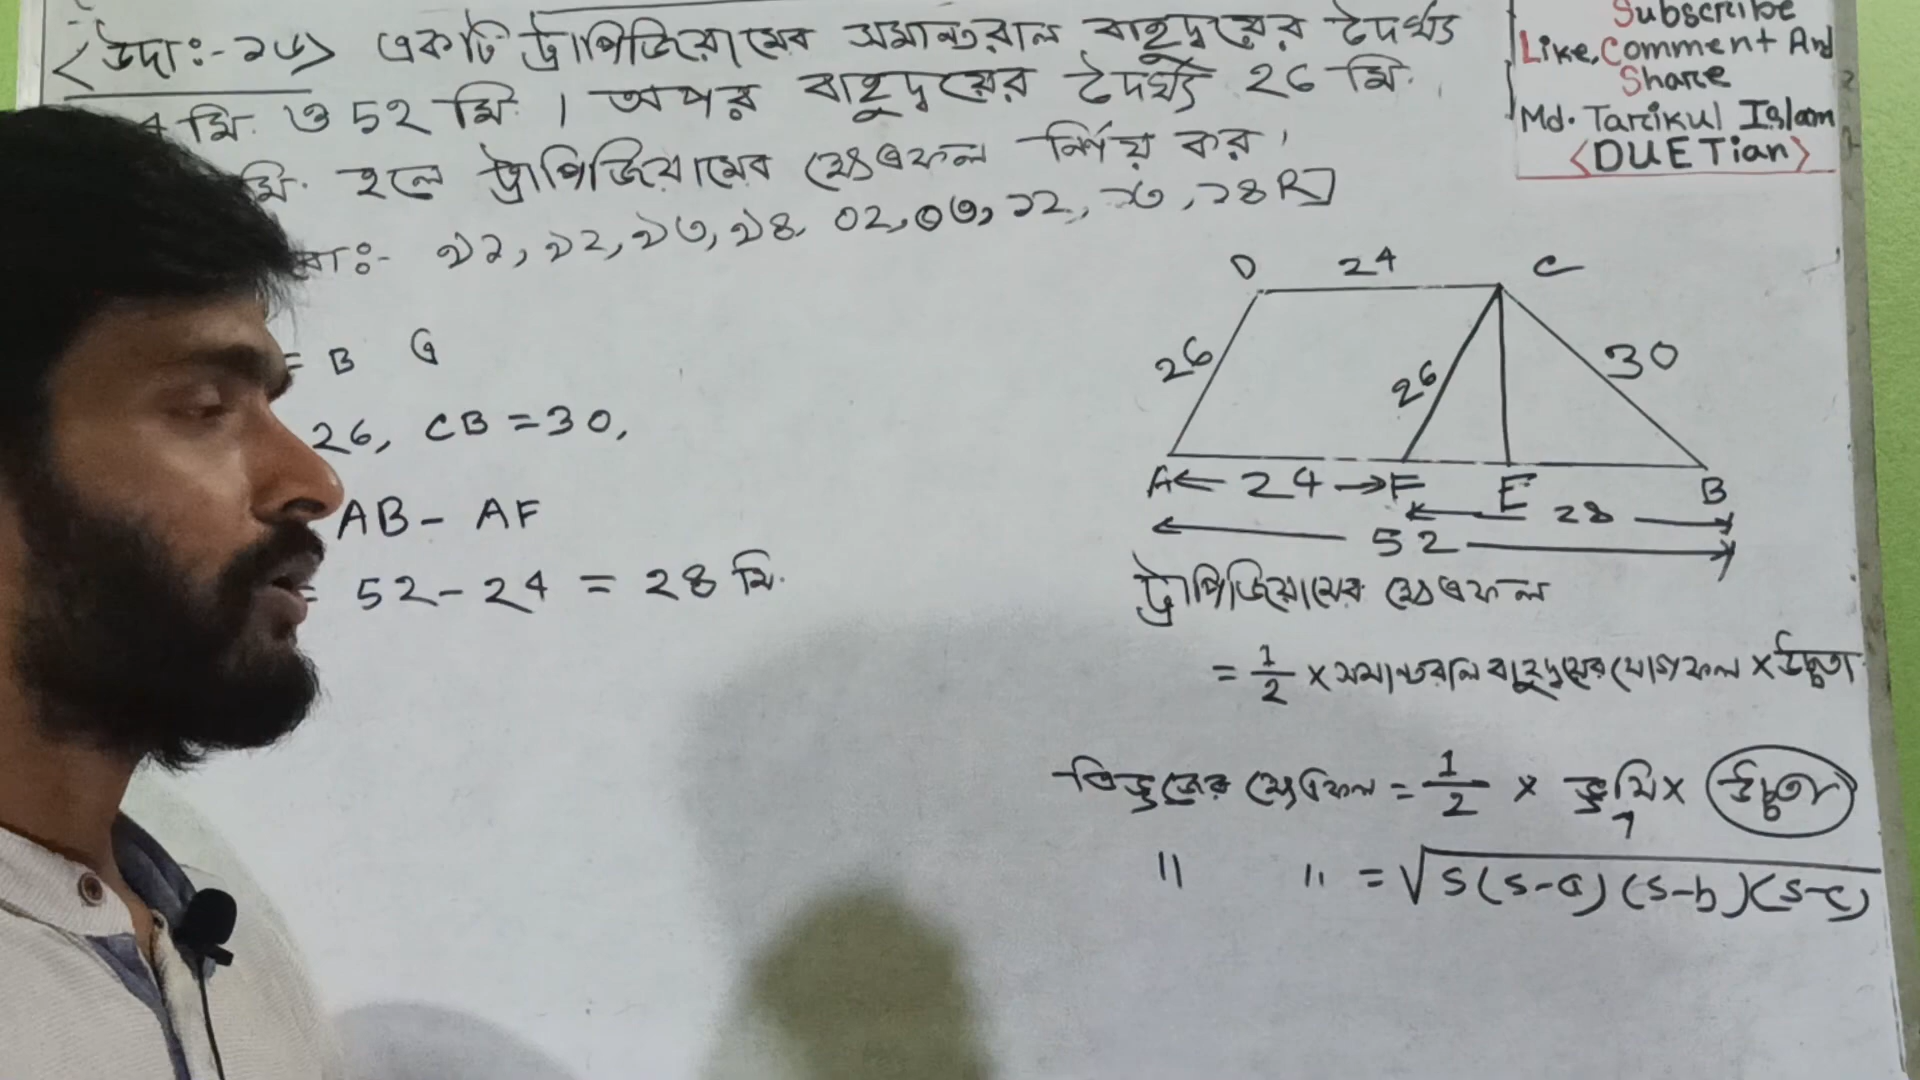 <উদাঃ-২৬> একটি ট্রাপিজিয়ামের সমান্তরাল বাহুদ্বয়ের দৈর্ঘ্য
4 মি. ও 52 মি. । অপর বাহুদ্বয়ের দৈর্ঘ্য 26 মি.
মি. হলে ট্রাপিজিয়ামের ক্ষেত্রফল নির্ণয় কর।
Subscribe
Like, Comment And
Share
Md. Tarikul Islam
<DUETian>
D 24 C
26 26 30
A ← 24 → F E B
28
52
= B G
26, CB = 30,
AB - AF
= 52 - 24 = 28 মি.
ট্রাপিজিয়ামের ক্ষেত্রফল
= 1/2 × সমান্তরাল বাহুদ্বয়ের যোগফল × উচ্চতা
ত্রিভুজের ক্ষেত্রফল = 1/2 × ভূমি × উচ্চতা
" " = √s(s-a)(s-b)(s-c)